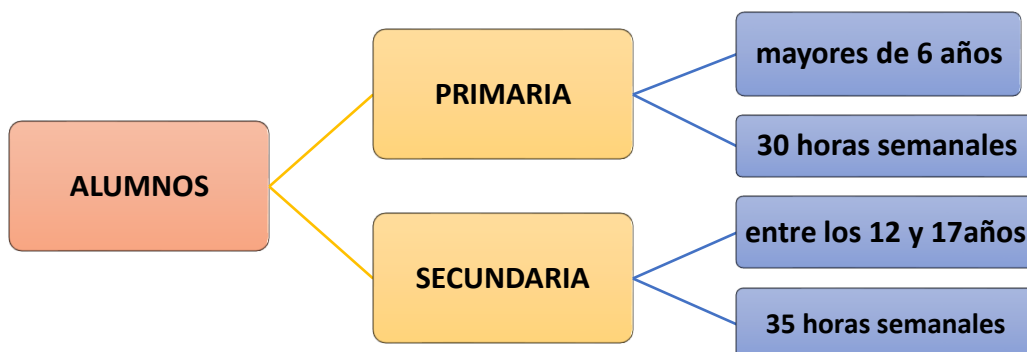 ALUMNOS
PRIMARIA
mayores de 6 años
30 horas semanales
SECUNDARIA
entre los 12 y 17años
35 horas semanales